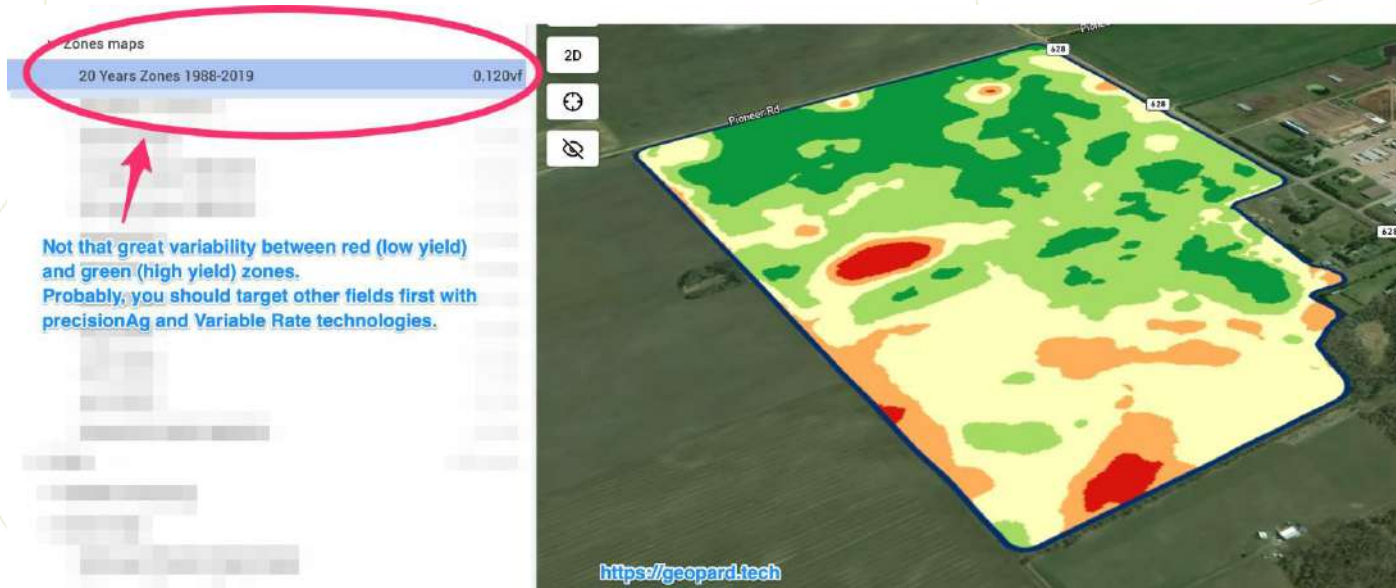 Zones maps
20 Years Zones 1988-2019 0.120vf
Not that great variability between red (low yield)
and green (high yield) zones.
Probably, you should target other fields first with
precisionAg and Variable Rate technologies.
2D
Pioneer Rd
628
628
628
https://geopard.tech